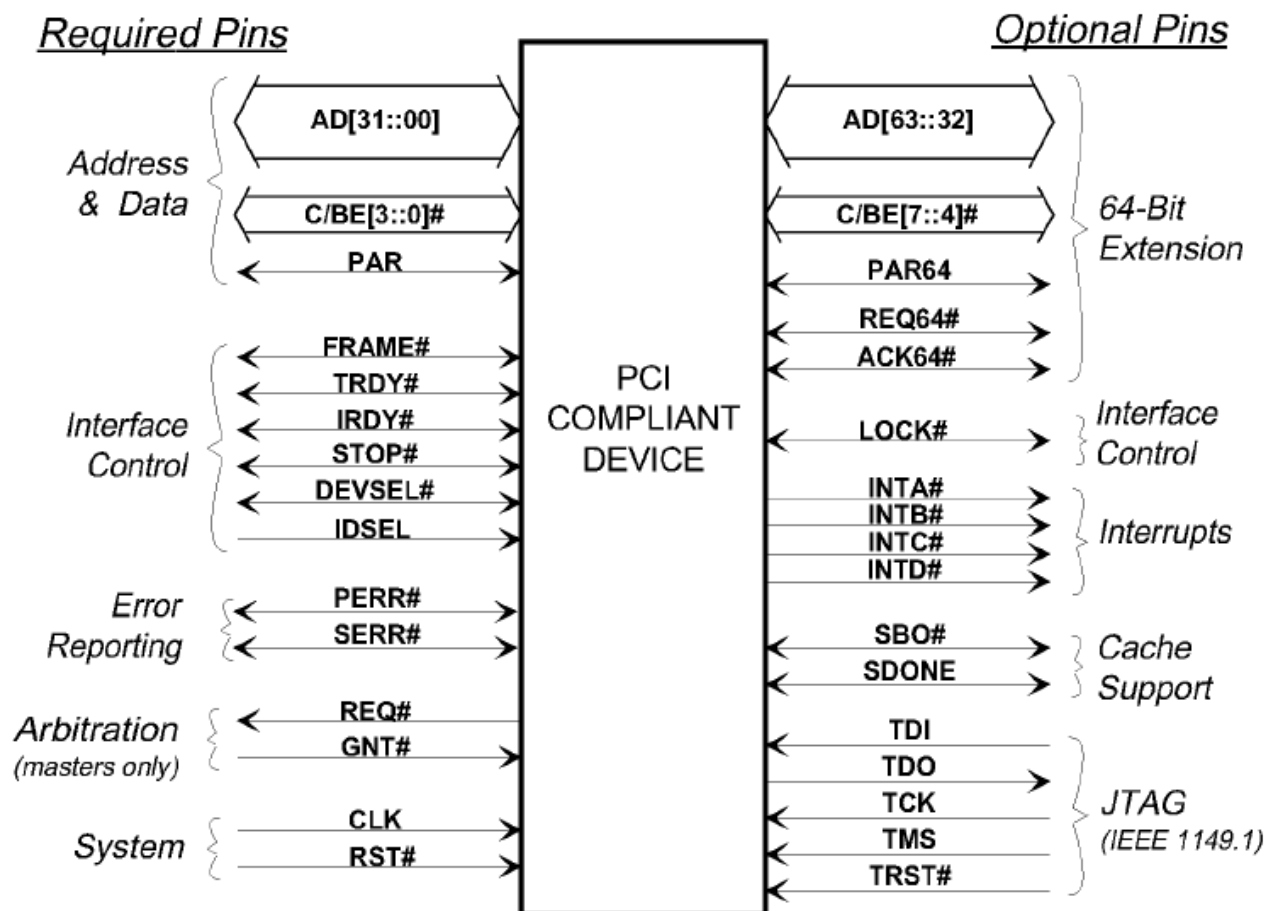 Required Pins
Optional Pins
Address
& Data
AD[31::00]
C/BE[3::0]#
PAR
Interface
Control
FRAME#
TRDY#
IRDY#
STOP#
DEVSEL#
IDSEL
Error
Reporting
PERR#
SERR#
Arbitration
(masters only)
REQ#
GNT#
System
CLK
RST#
PCI
COMPLIANT
DEVICE
AD[63::32]
C/BE[7::4]#
PAR64
REQ64#
ACK64#
64-Bit
Extension
LOCK#
Interface
Control
INTA#
INTB#
INTC#
INTD#
Interrupts
SBO#
SDONE
Cache
Support
TDI
TDO
TCK
TMS
TRST#
JTAG
(IEEE 1149.1)